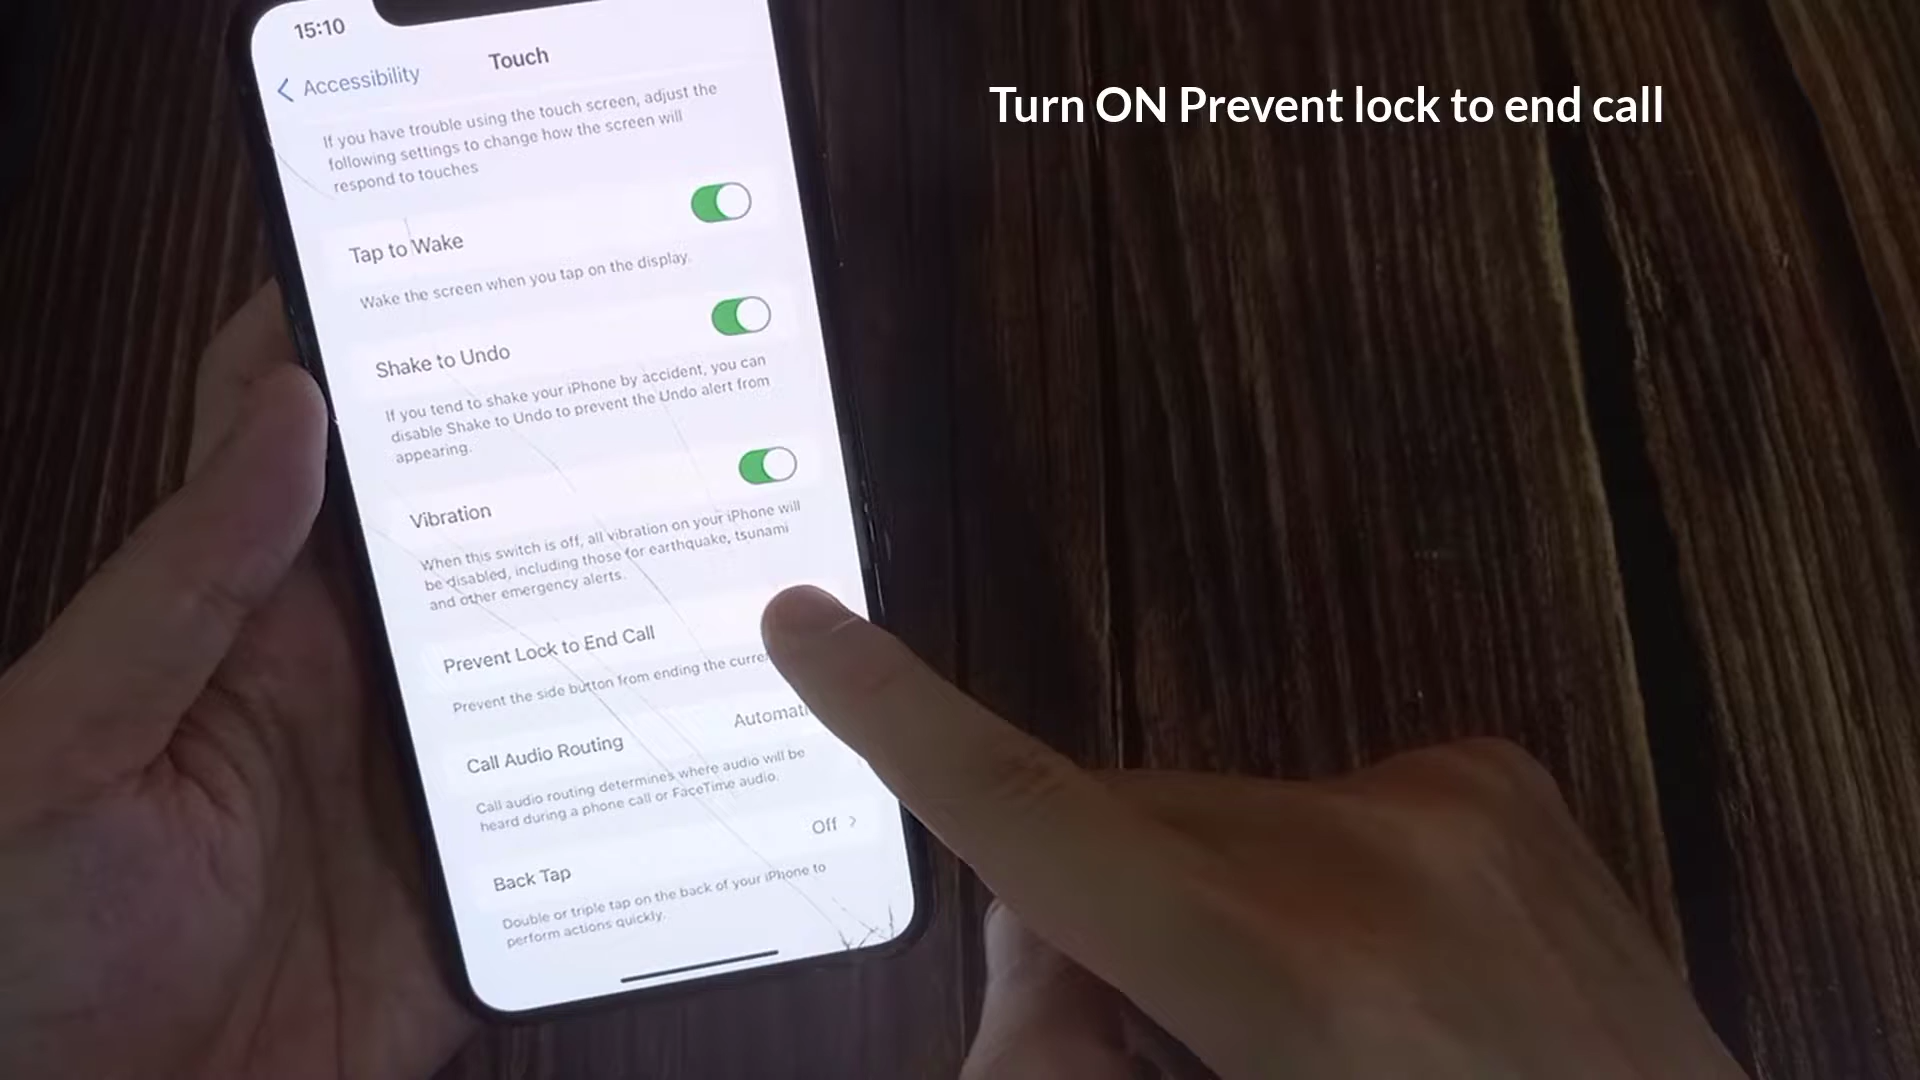 15:10
Turn ON Prevent lock to end call
Accessibility
Touch
If you have trouble using the touch screen, adjust the
following settings to change how the screen will
respond to touches
Tap to Wake
Wake the screen when you tap on the display.
Shake to Undo
If you tend to shake your iPhone by accident, you can
disable Shake to Undo to prevent the Undo alert from
appearing.
Vibration
When this switch is off, all vibration on your iPhone will
be disabled, including those for earthquake, tsunami
and other emergency alerts.
Prevent Lock to End Call
Prevent the side button from ending the
Call Audio Routing
Call audio routing determines where audio will be
heard during a phone call or FaceTime audio.
Back Tap Off
Double or triple tap on the back of your iPhone to
perform actions quickly.